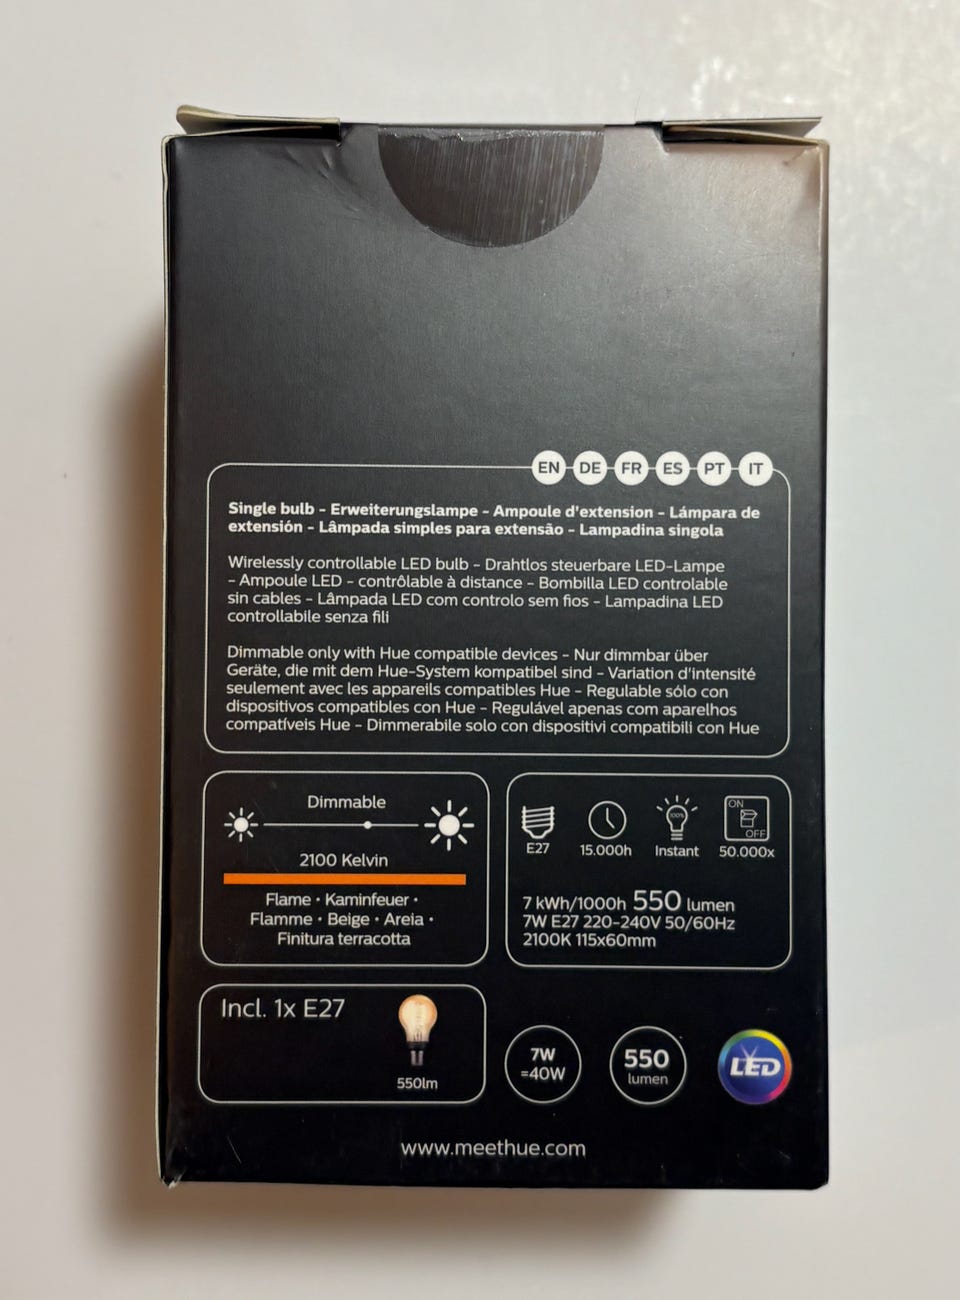 EN DE FR ES PT IT
Single bulb - Erweiterungslampe - Ampoule d'extension - Lámpara de
extensión - Lâmpada simples para extensão - Lampadina singola
Wirelessly controllable LED bulb - Drahtlos steuerbare LED-Lampe
- Ampoule LED - contrôlable à distance - Bombilla LED controlable
sin cables - Lâmpada LED com controlo sem fios - Lampadina LED
controllabile senza fili
Dimmable only with Hue compatible devices - Nur dimmbar über
Geräte, die mit dem Hue-System kompatibel sind - Variation d'intensité
seulement avec les appareils compatibles Hue - Regulable sólo con
dispositivos compatibles con Hue - Regulável apenas com aparelhos
compatíveis Hue - Dimmerabile solo con dispositivi compatibili con Hue
Dimmable
2100 Kelvin
Flame • Kaminfeuer •
Flamme • Beige • Areia •
Finitura terracotta
100%
ON
OFF
E27 15.000h Instant 50.000x
7 kWh/1000h 550 lumen
7W E27 220-240V 50/60Hz
2100K 115x60mm
Incl. 1x E27
550lm
7W
=40W
550
lumen
LED
www.meethue.com